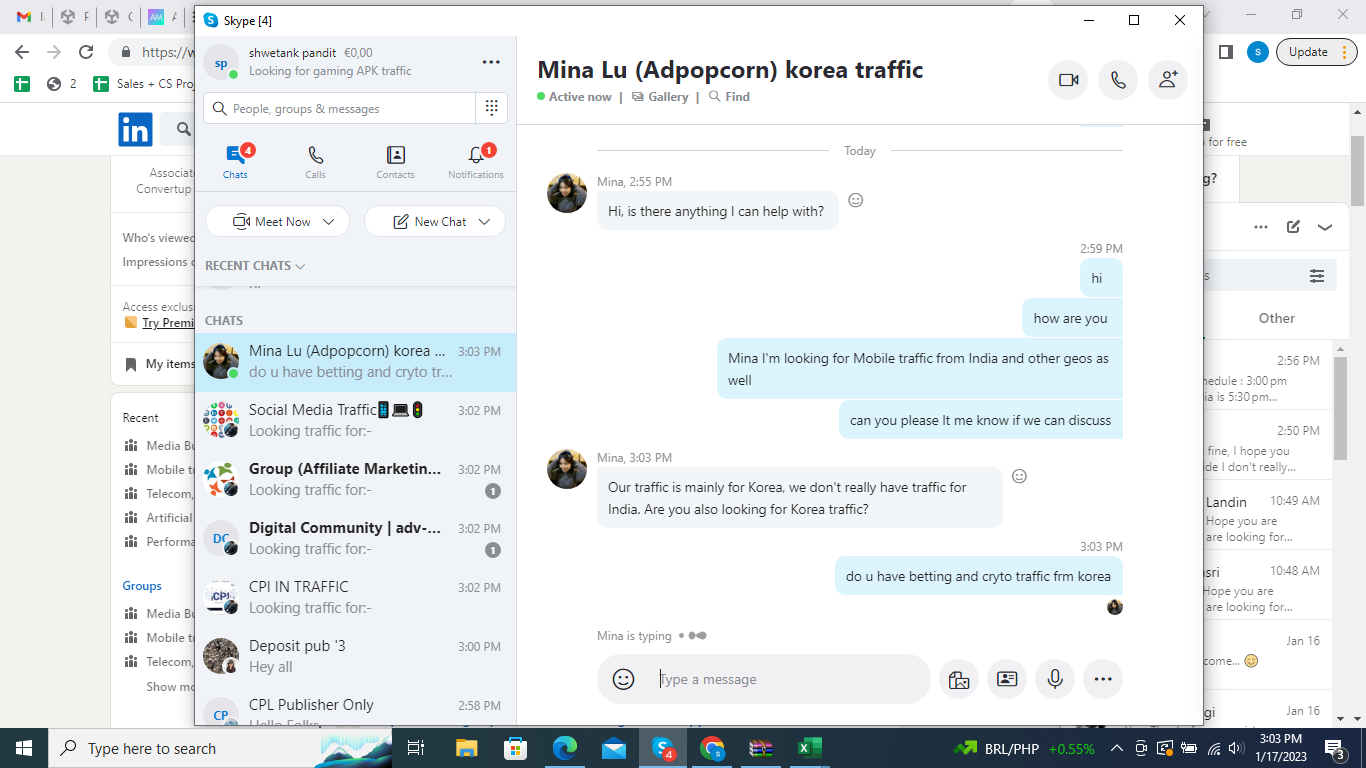 Skype [4]
https://w
Update
2
Sales + CS Proj
shwetank pandit €0,00
Looking for gaming APK traffic
People, groups & messages
4
1
Chats
Calls
Contacts
Notifications
Meet Now
New Chat
RECENT CHATS
CHATS
Mina Lu (Adpopcorn) korea ...
3:03 PM
do u have betting and cryto tr...
Social Media Traffic
3:02 PM
Looking traffic for:-
Group (Affiliate Marketin...
3:02 PM
Looking traffic for:-
1
DC
Digital Community | adv-...
3:02 PM
Looking traffic for:-
1
CPI IN TRAFFIC
3:02 PM
Looking traffic for:-
Deposit pub '3
3:00 PM
Hey all
CP
CPL Publisher Only
2:58 PM
Hello Folks
Mina Lu (Adpopcorn) korea traffic
Active now | Gallery | Find
Today
Mina, 2:55 PM
Hi, is there anything I can help with?
2:59 PM
hi
how are you
Mina I'm looking for Mobile traffic from India and other geos as
well
can you please lt me know if we can discuss
Mina, 3:03 PM
Our traffic is mainly for Korea, we don't really have traffic for
India. Are you also looking for Korea traffic?
3:03 PM
do u have betting and cryto traffic frm korea
Mina is typing
Type a message
in
Associate
Convertup
Who's viewed
Impressions
Access exclus
Try Premi
My items
Recent
Media Bu
Mobile t
Telecom,
Artificial
Performa
Groups
Media Bu
Mobile t
Telecom,
Show mo
for free
g?
Other
2:56 PM
hedule : 3:00pm
ia is 5:30pm...
2:50 PM
fine, I hope you
de I don't really...
Landin
10:49 AM
Hope you are
are looking for...
sri
10:48 AM
Hope you are
are looking for...
Jan 16
come...
gi
Jan 16
Type here to search
4
BRL/PHP +0.55%
3:03 PM
1/17/2023
3